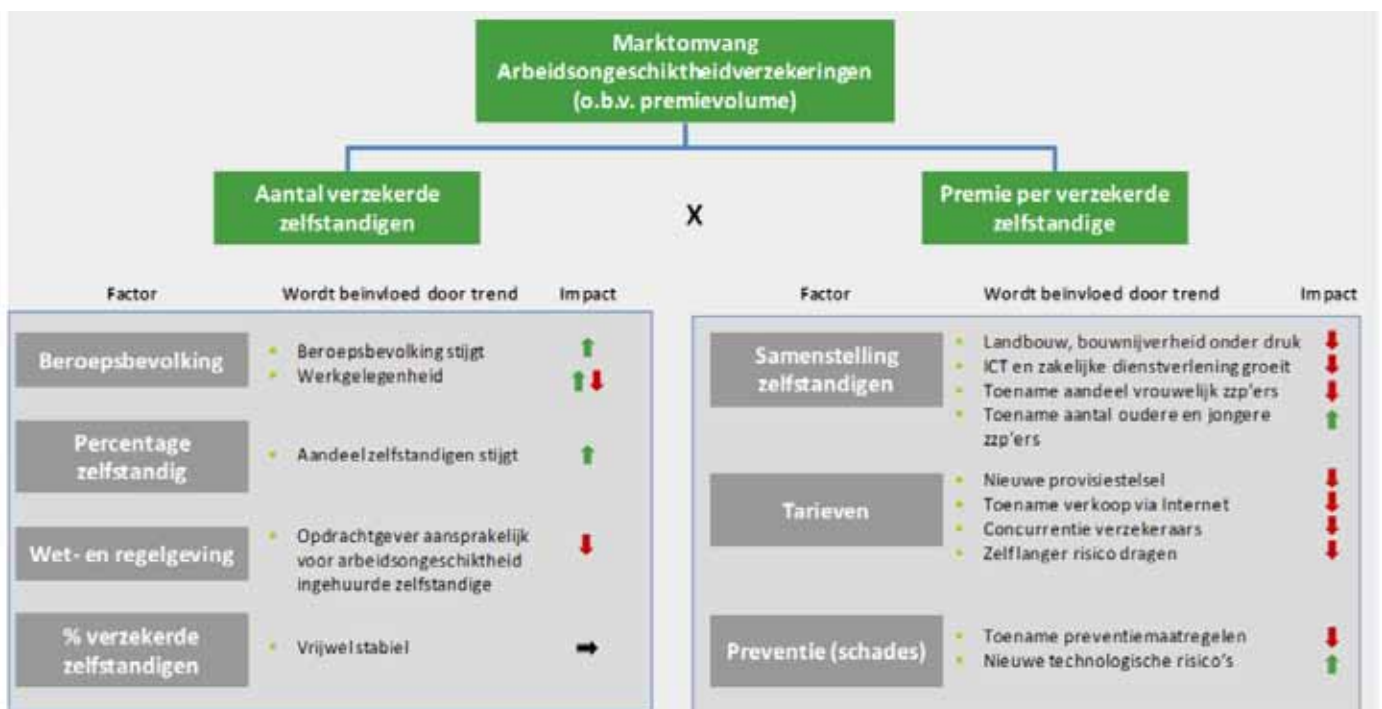 Marktomvang
Arbeidsongeschiktheidverzekeringen
(o.b.v. premievolume)
Aantal verzekerde
zelfstandigen
X
Premie per verzekerde
zelfstandige
Factor
Wordt beïnvloed door trend
Impact
Beroepsbevolking
Beroepsbevolking stijgt
Werkgelegenheid
Percentage
zelfstandig
Aandeel zelfstandigen stijgt
Wet- en regelgeving
Opdrachtgever aansprakelijk
voor arbeidsongeschiktheid
ingehuurde zelfstandige
% verzekerde
zelfstandigen
Vrijwel stabiel
Factor
Wordt beïnvloed door trend
Impact
Samenstelling
zelfstandigen
Landbouw, bouwnijverheid onder druk
ICT en zakelijke dienstverlening groeit
Toename aandeel vrouwelijk zzp'ers
Toename aantal oudere en jongere
zzp'ers
Tarieven
Nieuwe provisiestelsel
Toename verkoop via Internet
Concurrentie verzekeraars
Zelf langer risico dragen
Preventie (schades)
Toename preventiemaatregelen
Nieuwe technologische risico's